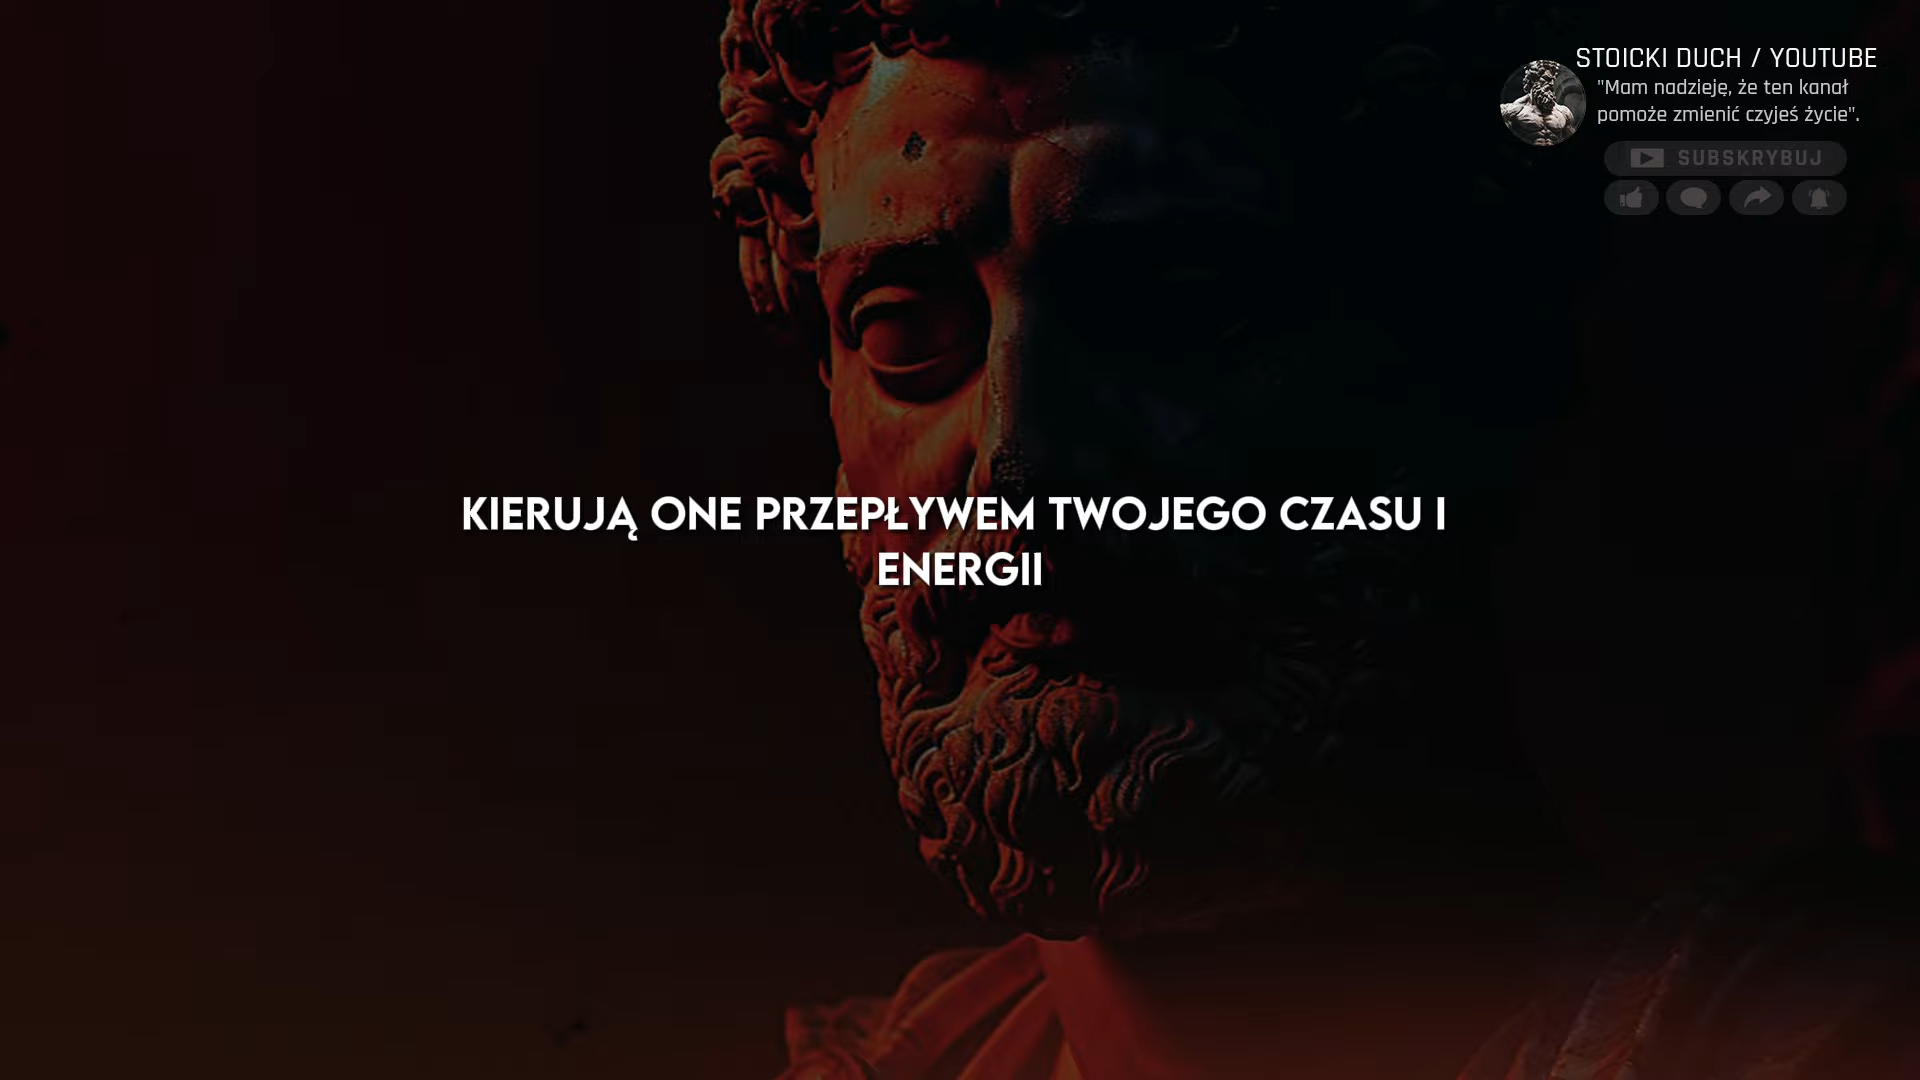 STOICKI DUCH / YOUTUBE
"Mam nadzieję, że ten kanał
pomoże zmienić czyjeś życie".
SUBSKRYBUJ
KIERUJĄ ONE PRZEPŁYWEM TWOJEGO CZASU I
ENERGII